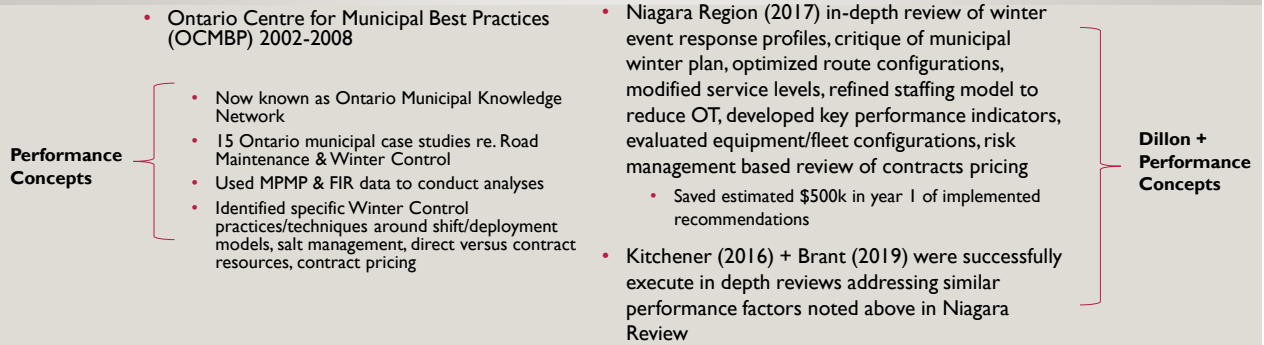 • Ontario Centre for Municipal Best Practices
(OCMBP) 2002-2008
Performance
Concepts
• Now known as Ontario Municipal Knowledge
Network
• 15 Ontario municipal case studies re. Road
Maintenance & Winter Control
• Used MPMP & FIR data to conduct analyses
• Identified specific Winter Control
practices/techniques around shift/deployment
models, salt management, direct versus contract
resources, contract pricing
• Niagara Region (2017) in-depth review of winter
event response profiles, critique of municipal
winter plan, optimized route configurations,
modified service levels, refined staffing model to
reduce OT, developed key performance indicators,
evaluated equipment/fleet configurations, risk
management based review of contracts pricing
• Saved estimated $500k in year 1 of implemented
recommendations
• Kitchener (2016) + Brant (2019) were successfully
execute in depth reviews addressing similar
performance factors noted above in Niagara
Review
Dillon +
Performance
Concepts